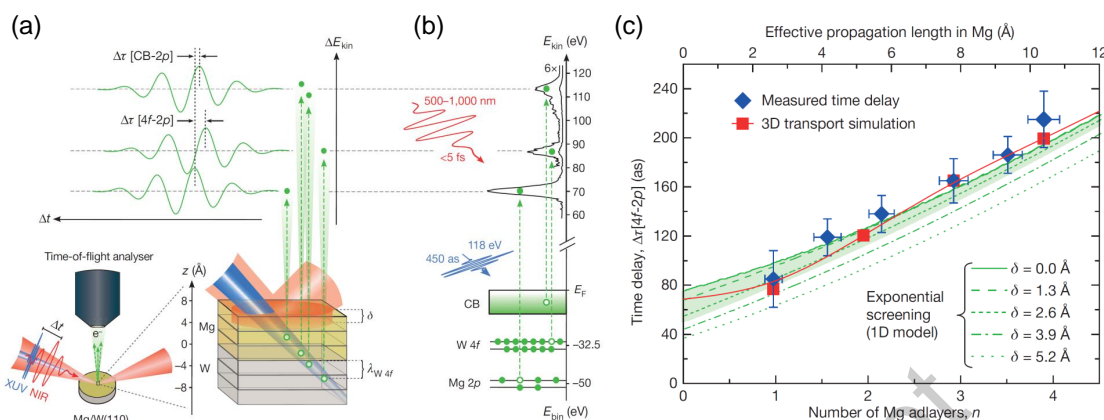 (a)
Δτ [CB-2p]
ΔE kin
Δτ [4f-2p]
Δt
Time-of-flight analyser
Δt
e⁻
XUV NIR
Mg/W(110)
z (Å)
8
4
0
−4
−8
Mg
W
δ
λ W 4f
(b)
E kin (eV)
6×
120
110
100
90
80
70
60
500–1,000 nm
<5 fs
118 eV
450 as
E F
CB
W 4f
−32.5
Mg 2p
−50
E bin (eV)
(c)
Effective propagation length in Mg (Å)
0 2 4 6 8 10 12
Time delay, Δτ[4f-2p] (as)
240
200
160
120
80
40
0
Measured time delay
3D transport simulation
Exponential
screening
(1D model)
δ = 0.0 Å
δ = 1.3 Å
δ = 2.6 Å
δ = 3.9 Å
δ = 5.2 Å
0 1 2 3 4
Number of Mg adlayers, n